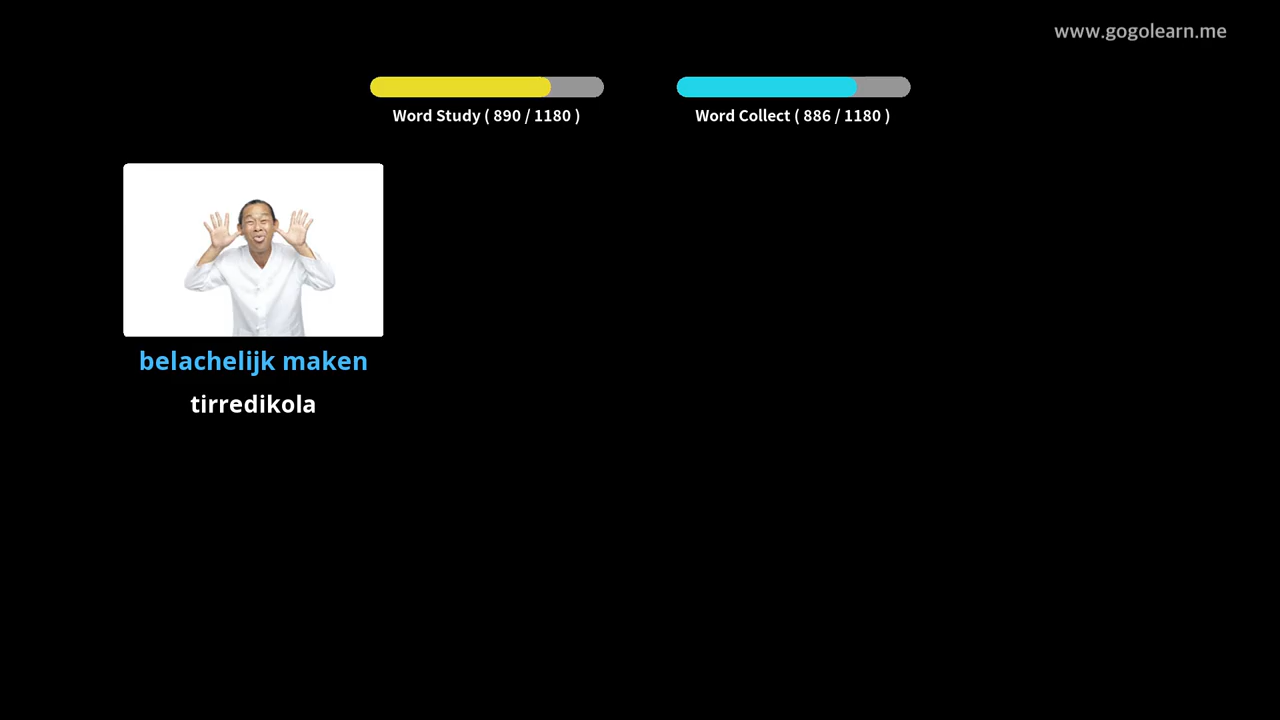 www.gogolearn.me
Word Study ( 890 / 1180 )
Word Collect ( 886 / 1180 )
belachelijk maken
tirredikola